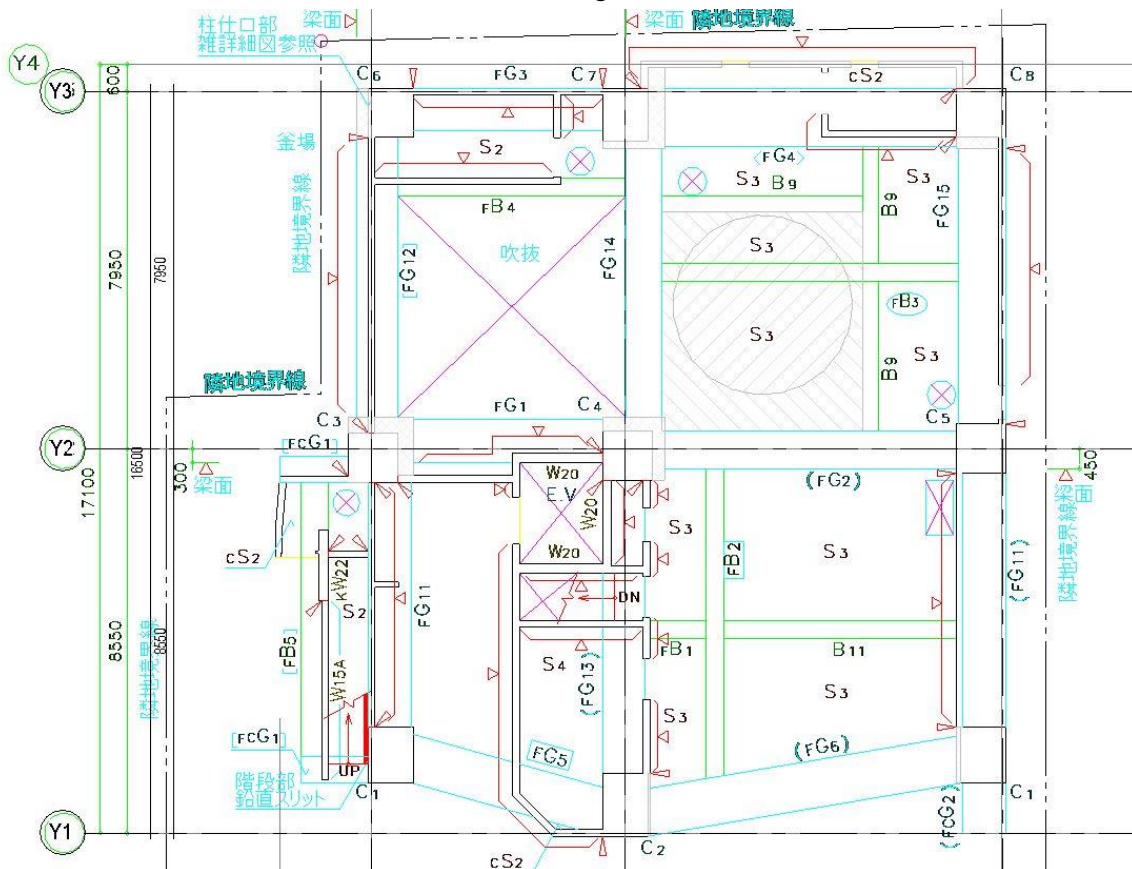 梁面
梁面
隣地境界線
柱仕口部
雑詳細図参照
Y4
C6
FG3
C7
cS2
C8
Y3
600
釜場
S2
FG4
S3
B9
S3
隣地境界線
7950
7950
FB4
B9
FG15
FG12
吹抜
FG14
S3
S3
FB3
S3
B9
隣地境界線
FG1
C3
C4
C5
FcG1
Y2
16500
17100
300
梁面
W20
E.V
W20
W20
(FG2)
450
梁面
隣地境界線
S3
S3
FB2
(FG11)
cS2
KW22
S2
FG11
DN
8550
8550
隣地境界線
FB5
W15A
S4
(FG13)
FB1
B11
S3
S3
FcG1
UP
FG5
(FG6)
階段部
鉛直スリット
C1
C1
(FcG2)
Y1
cS2
C2